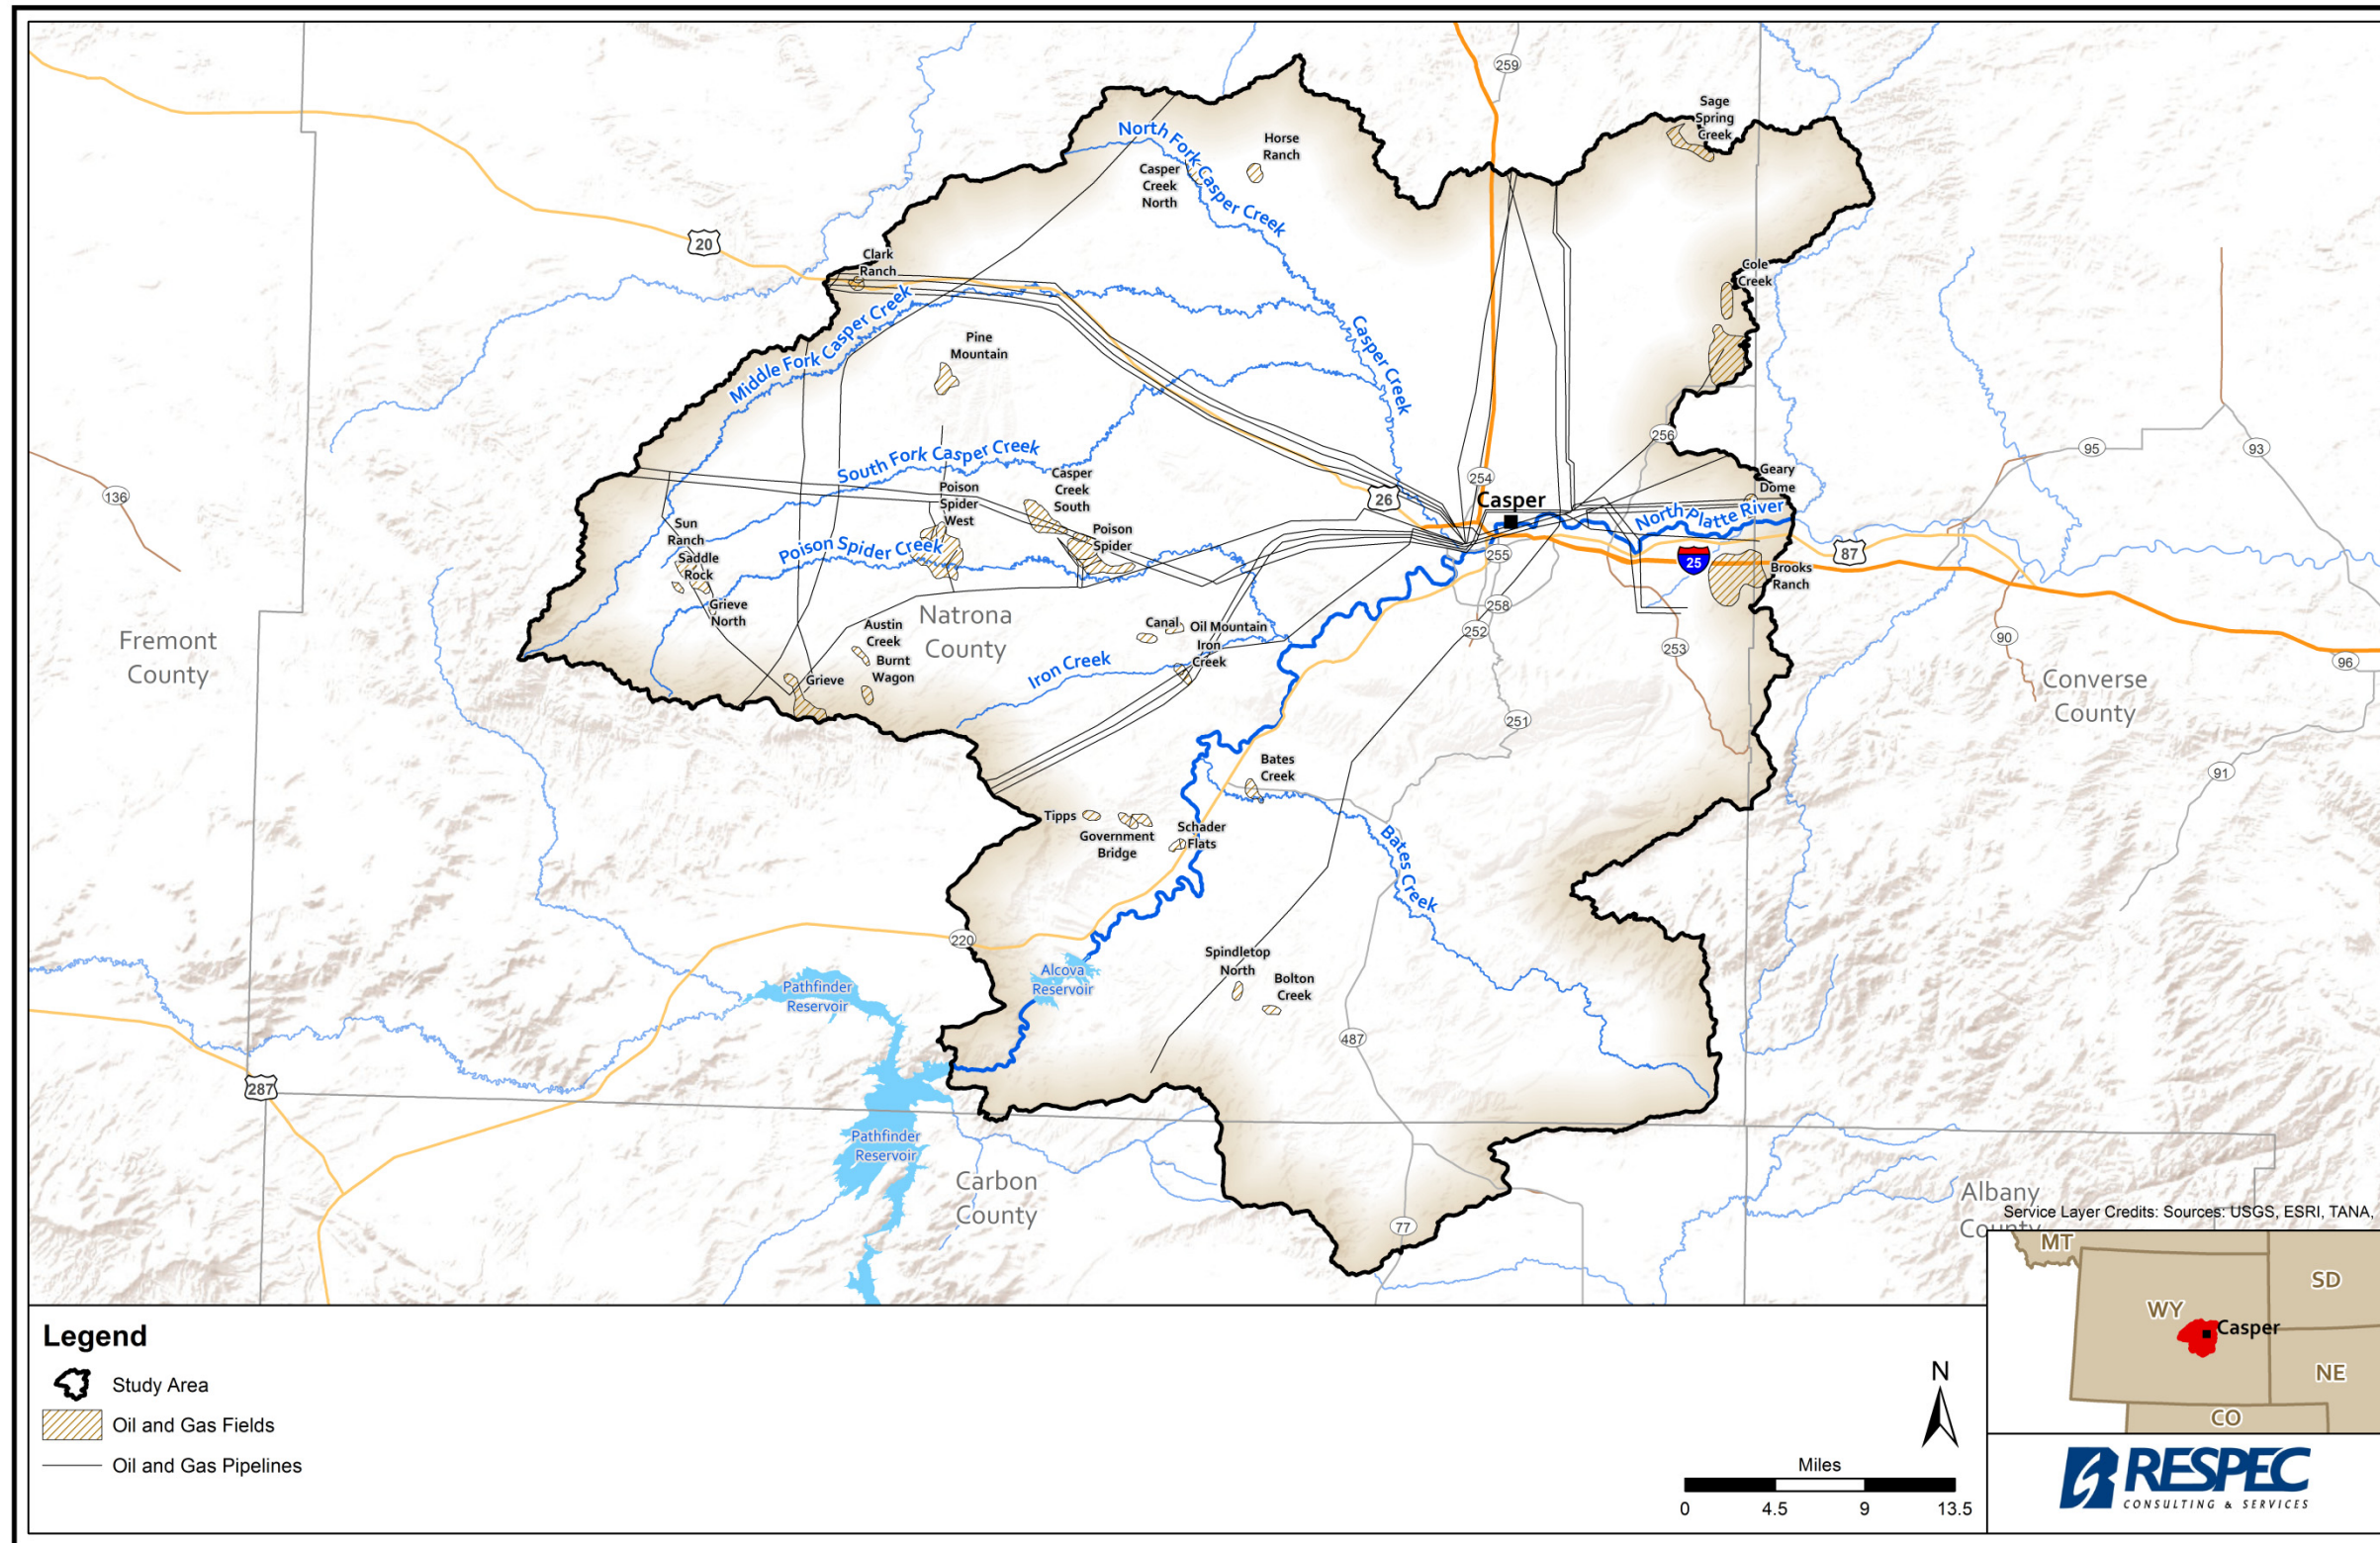 259
Sage
Spring
Creek
North Fork Casper Creek
Horse
Ranch
Casper
Creek
North
20
Clark
Ranch
Cole
Creek
Middle Fork Casper Creek
Casper Creek
Pine
Mountain
256
95
93
South Fork Casper Creek
136
Casper
Creek
South
Poison
Spider
West
254
Geary
Dome
26
Casper
North Platte River
Sun
Ranch
Poison
Spider
Poison Spider Creek
255
25
87
Saddle
Rock
Brooks
Ranch
Grieve
North
258
Natrona
County
Austin
Creek
Canal
Oil Mountain
252
253
90
Fremont
County
Iron
Creek
Burnt
Wagon
Iron Creek
Grieve
96
Converse
County
251
Bates
Creek
91
Tipps
Government
Bridge
Schader
Flats
Bates Creek
220
Spindletop
North
Alcova
Reservoir
Bolton
Creek
Pathfinder
Reservoir
487
287
Pathfinder
Reservoir
Carbon
County
77
Albany
County
Service Layer Credits: Sources: USGS, ESRI, TANA,
MT
SD
WY
Casper
NE
CO
Legend
Study Area
Oil and Gas Fields
Oil and Gas Pipelines
N
Miles
0 4.5 9 13.5
RESPEC
CONSULTING & SERVICES